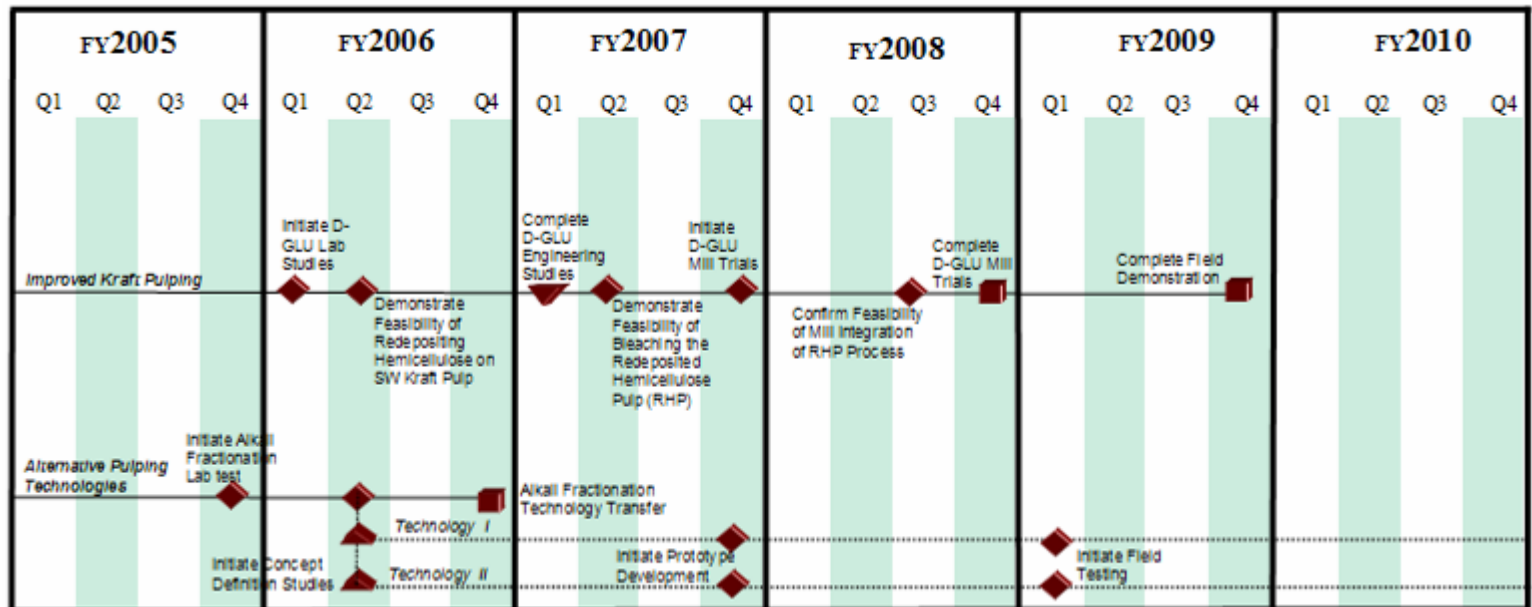 FY2005 FY2006 FY2007 FY2008 FY2009 FY2010
Q1 Q2 Q3 Q4 Q1 Q2 Q3 Q4 Q1 Q2 Q3 Q4 Q1 Q2 Q3 Q4 Q1 Q2 Q3 Q4 Q1 Q2 Q3 Q4
Improved Kraft Pulping
Initiate D-
GLU Lab
Studies
Demonstrate
Feasibility of
Redepositing
Hemicellulose on
SW Kraft Pulp
Complete
D-GLU
Engineering
Studies
Demonstrate
Feasibility of
Bleaching the
Redeposited
Hemicellulose
Pulp (RHP)
Initiate
D-GLU
Mill Trials
Confirm Feasibility
of Mill Integration
of RHP Process
Complete
D-GLU Mill
Trials
Complete Field
Demonstration
Alternative Pulping
Technologies
Initiate Alkali
Fractionation
Lab test
Alkali Fractionation
Technology Transfer
Technology I
Initiate Concept
Definition Studies
Technology II
Initiate Prototype
Development
Initiate Field
Testing